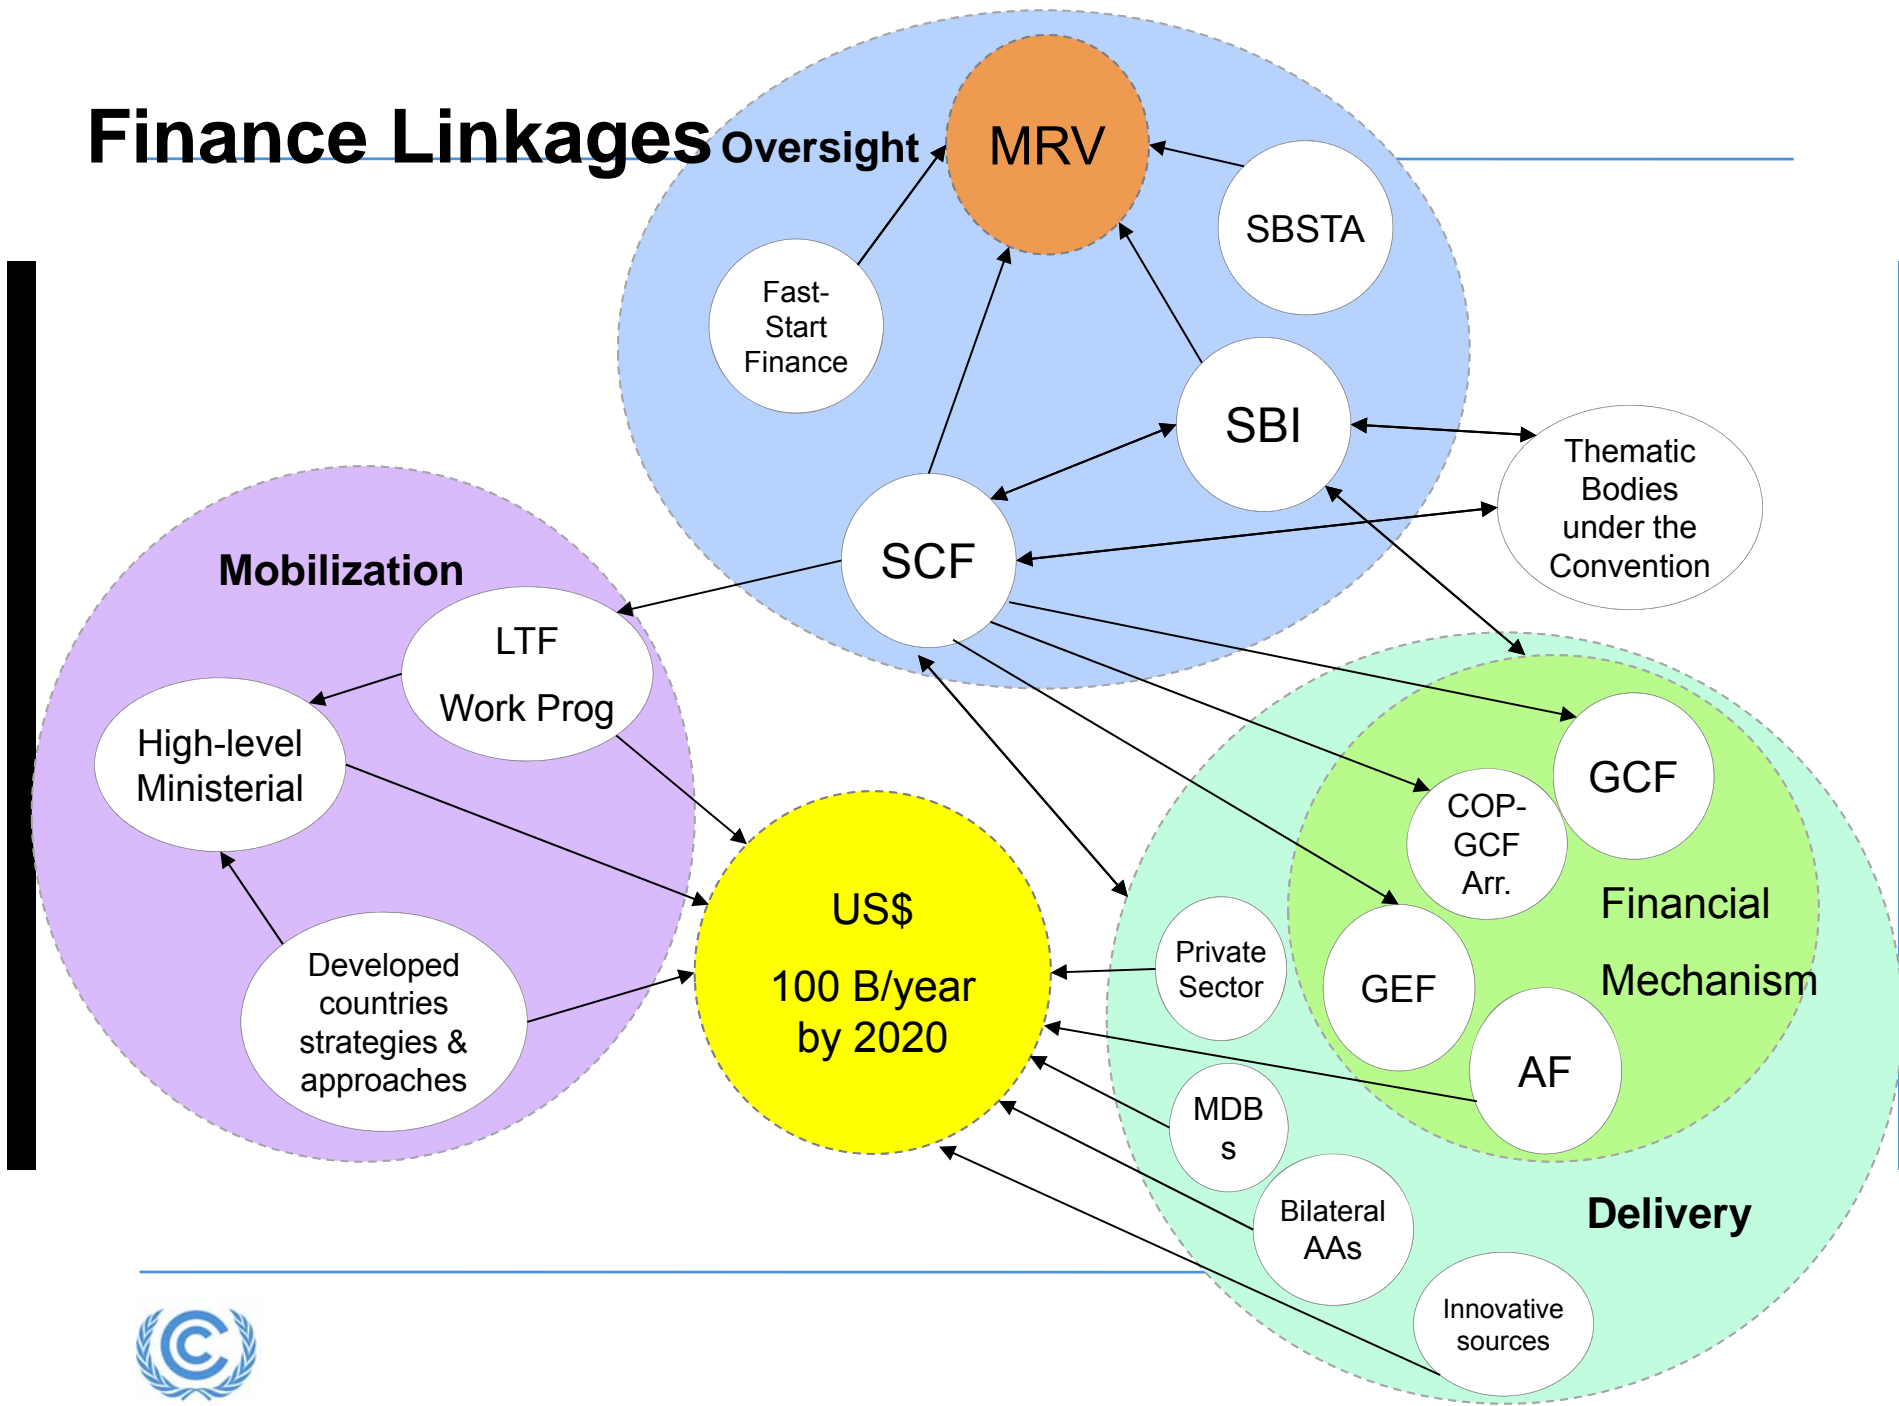 Finance Linkages
Oversight
MRV
SBSTA
Fast-
Start
Finance
SBI
Thematic
Bodies
under the
Convention
SCF
Mobilization
LTF
Work Prog
High-level
Ministerial
Developed
countries
strategies &
approaches
US$
100 B/year
by 2020
GCF
COP-
GCF
Arr.
Financial
Mechanism
Private
Sector
GEF
AF
MDB
s
Bilateral
AAs
Delivery
Innovative
sources